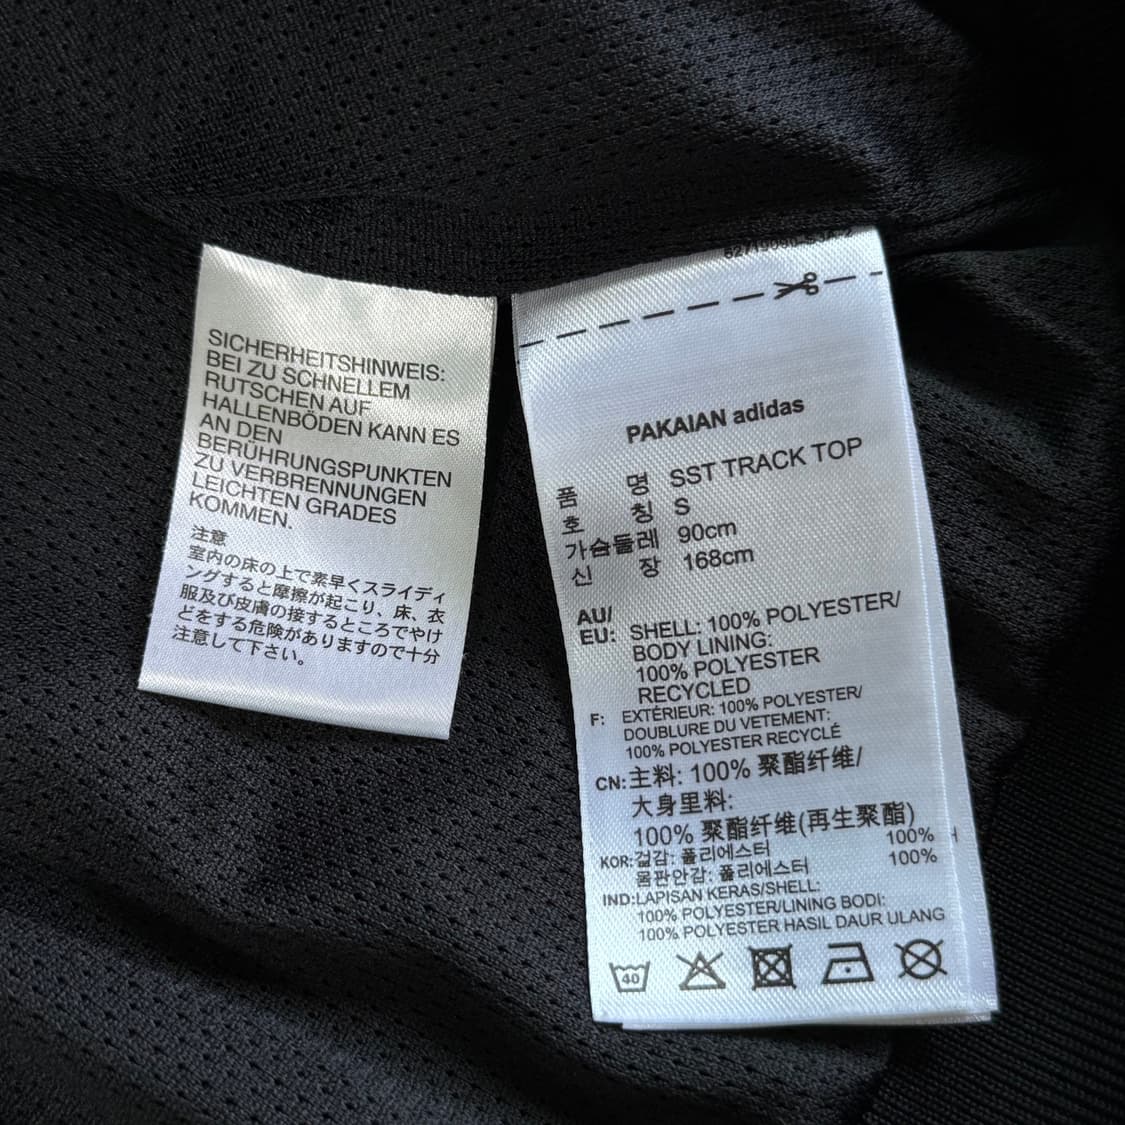 SICHERHEITSHINWEIS:
BEI ZU SCHNELLEM
RUTSCHEN AUF
HALLENBÖDEN KANN ES
AN DEN
BERÜHRUNGSPUNKTEN
ZU VERBRENNUNGEN
LEICHTEN GRADES
KOMMEN.
注意
室内の床の上で素早くスライディ
ングすると摩擦が起こり、床、衣
服及び皮膚の接するところでやけ
どをする危険がありますので十分
注意して下さい。
PAKAIAN adidas
품 명 SST TRACK TOP
호 칭 S
가슴둘레 90cm
신 장 168cm
AU/
EU: SHELL: 100% POLYESTER/
BODY LINING:
100% POLYESTER
RECYCLED
F: EXTÉRIEUR: 100% POLYESTER/
DOUBLURE DU VETEMENT:
100% POLYESTER RECYCLÉ
CN:主料: 100% 聚酯纤维/
大身里料:
100% 聚酯纤维(再生聚酯)
KOR:겉감: 폴리에스터 100%
몸판안감: 폴리에스터 100%
IND:LAPISAN KERAS/SHELL:
100% POLYESTER/LINING BODI:
100% POLYESTER HASIL DAUR ULANG
40